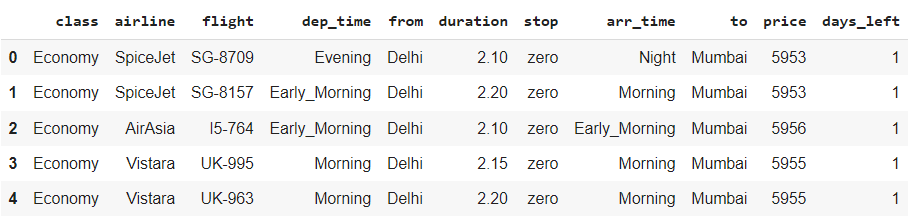 class airline flight dep_time from duration stop arr_time to price days_left
0 Economy SpiceJet SG-8709 Evening Delhi 2.10 zero Night Mumbai 5953 1
1 Economy SpiceJet SG-8157 Early_Morning Delhi 2.20 zero Morning Mumbai 5953 1
2 Economy AirAsia I5-764 Early_Morning Delhi 2.10 zero Early_Morning Mumbai 5956 1
3 Economy Vistara UK-995 Morning Delhi 2.15 zero Morning Mumbai 5955 1
4 Economy Vistara UK-963 Morning Delhi 2.20 zero Morning Mumbai 5955 1